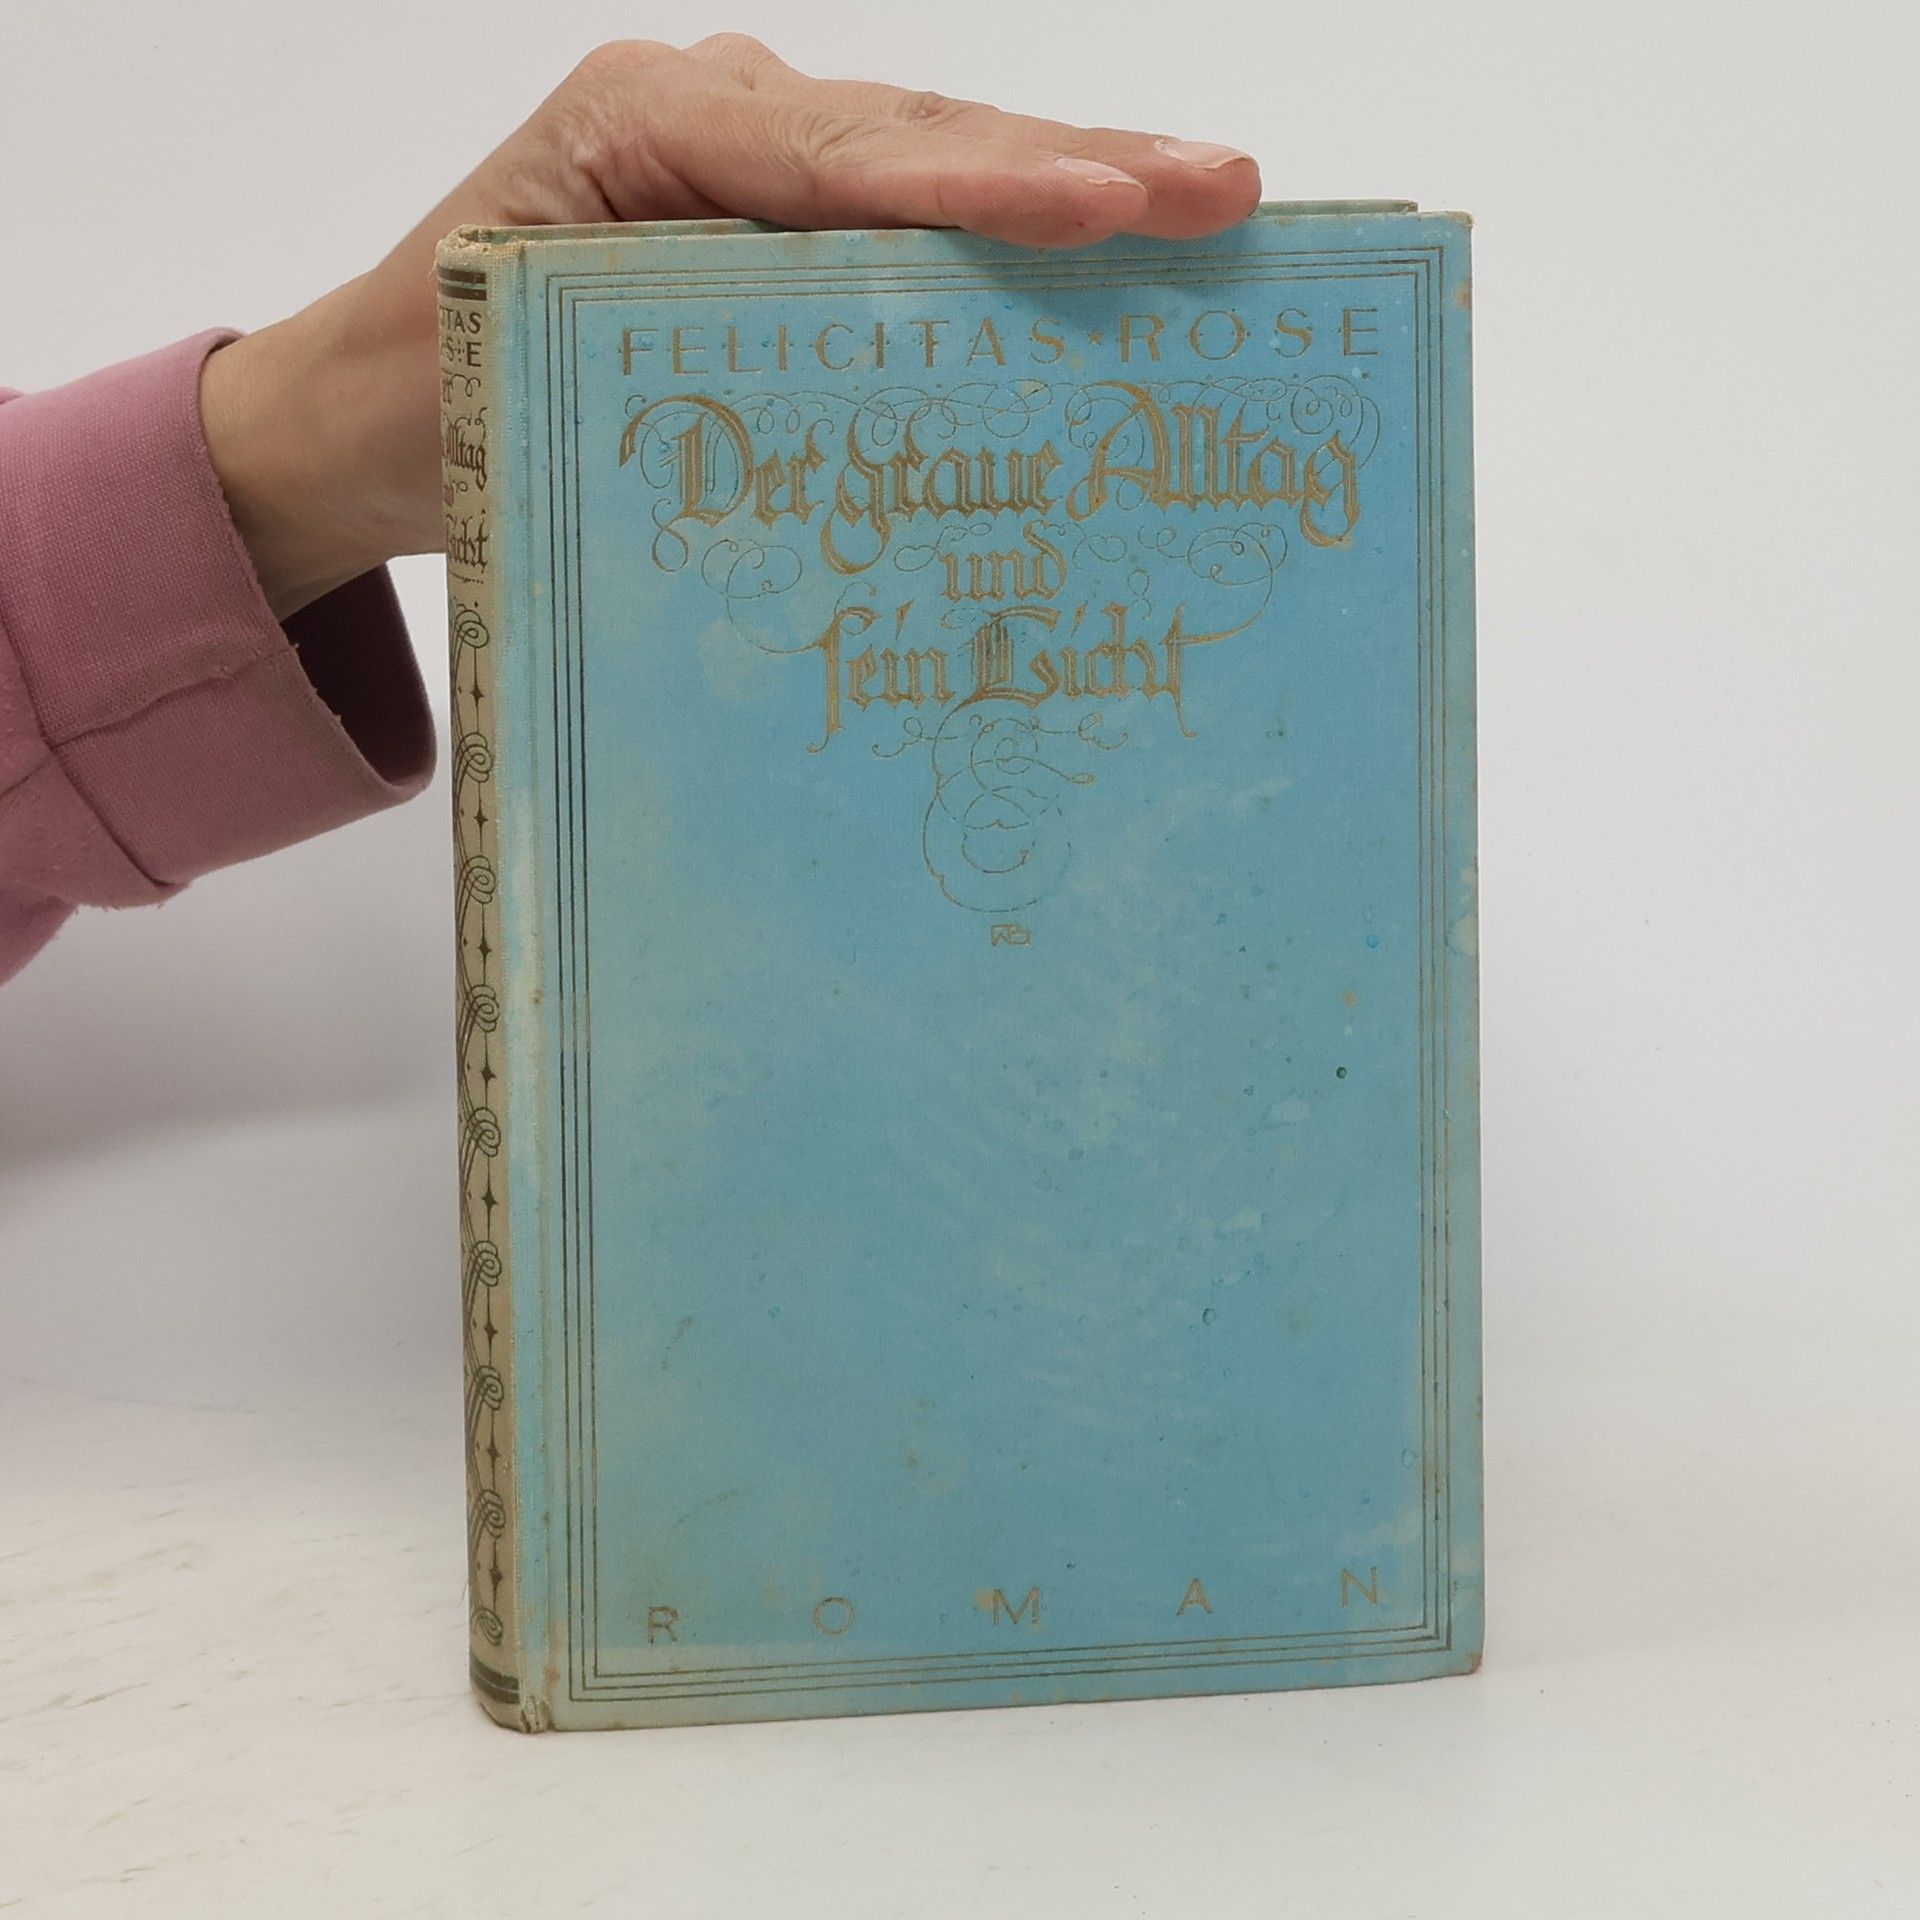 FELICITAS ROSE
Der graue Alltag
und
sein Licht
ROMAN